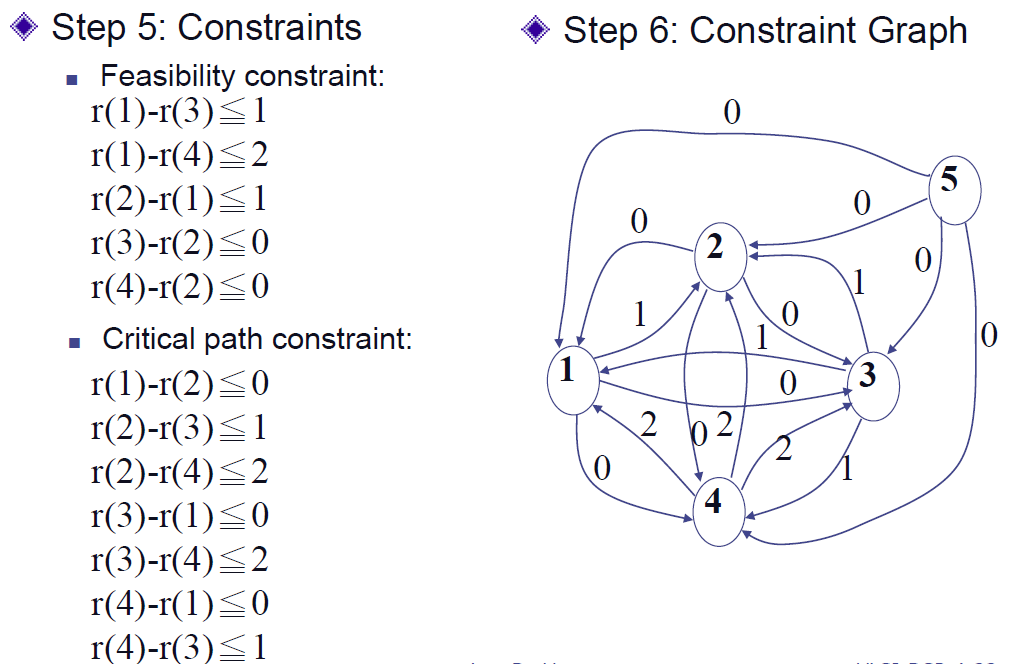 Step 5: Constraints
Feasibility constraint:
r(1)-r(3)≦1
r(1)-r(4)≦2
r(2)-r(1)≦1
r(3)-r(2)≦0
r(4)-r(2)≦0
Critical path constraint:
r(1)-r(2)≦0
r(2)-r(3)≦1
r(2)-r(4)≦2
r(3)-r(1)≦0
r(3)-r(4)≦2
r(4)-r(1)≦0
r(4)-r(3)≦1
Step 6: Constraint Graph
0
5
0
0
2
0
1
1
0
1
0
1
3
0
2
0
2
2
0
1
4